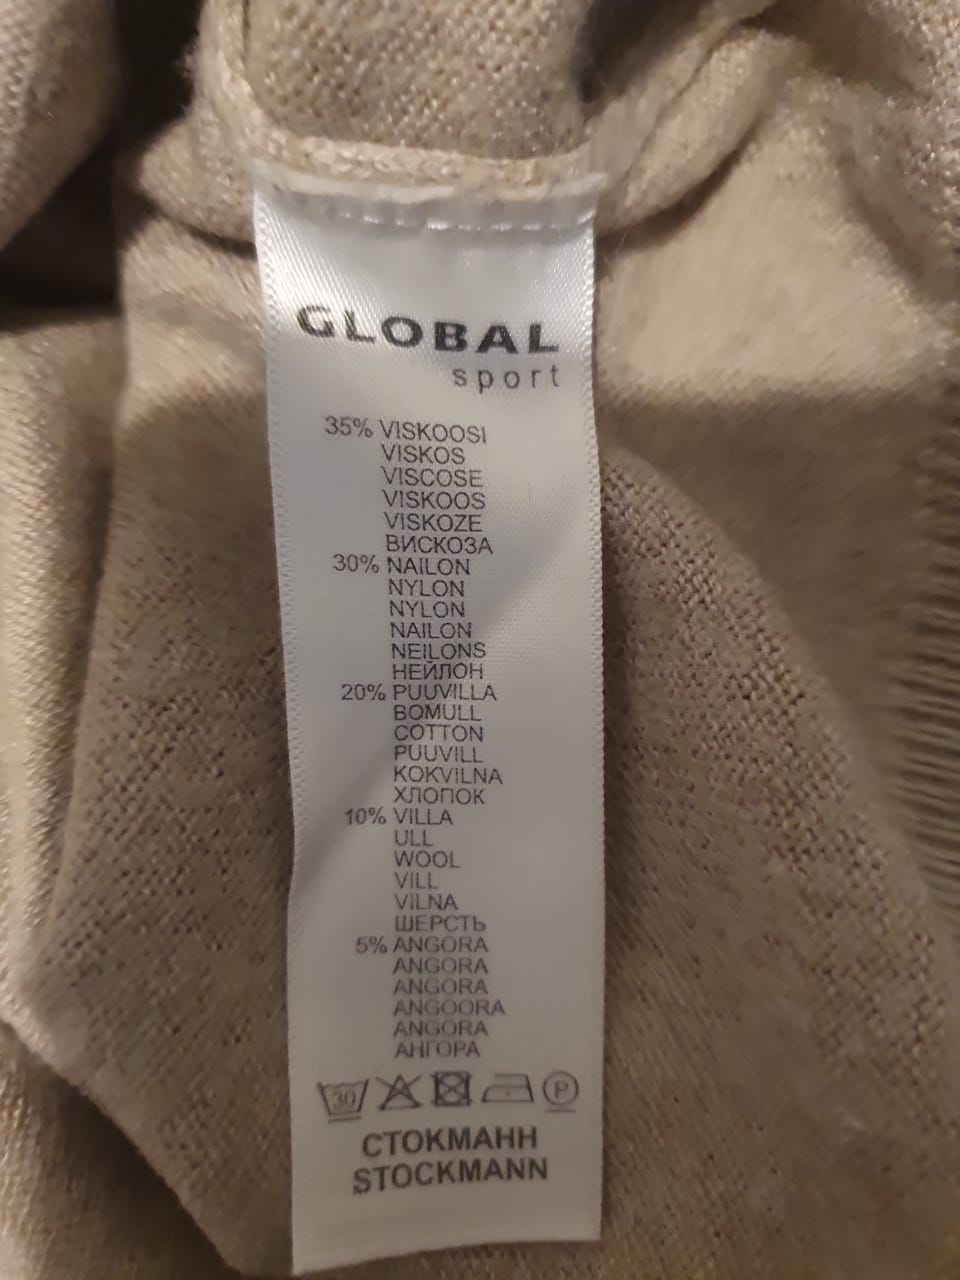 GLOBAL
sport
35% VISKOOSI
VISKOS
VISCOSE
VISKOOS
VISKOZE
ВИСКОЗА
30% NAILON
NYLON
NYLON
NAILON
NEILONS
НЕЙЛОН
20% PUUVILLA
BOMULL
COTTON
PUUVILL
KOKVILNA
ХЛОПОК
10% VILLA
ULL
WOOL
VILL
VILNA
ШЕРСТЬ
5% ANGORA
ANGORA
ANGORA
ANGOORA
ANGORA
АНГОРА
30 P
СТОКМАНН
STOCKMANN